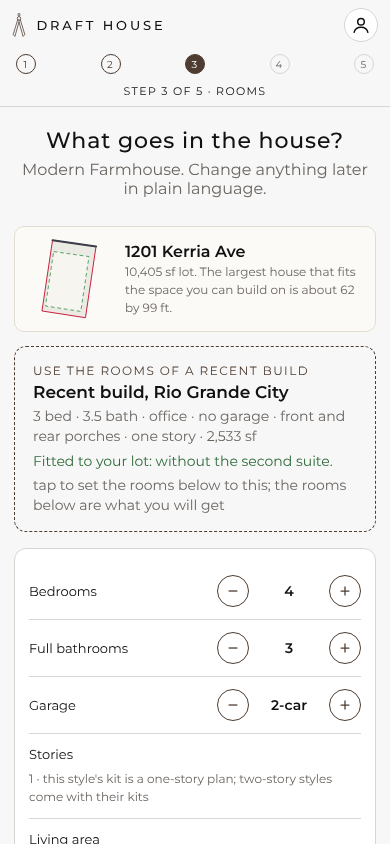 DRAFT HOUSE
1 2 3 4 5
STEP 3 OF 5 · ROOMS
What goes in the house?
Modern Farmhouse. Change anything later
in plain language.
1201 Kerria Ave
10,405 sf lot. The largest house that fits
the space you can build on is about 62
by 99 ft.
USE THE ROOMS OF A RECENT BUILD
Recent build, Rio Grande City
3 bed · 3.5 bath · office · no garage · front and
rear porches · one story · 2,533 sf
Fitted to your lot: without the second suite.
tap to set the rooms below to this; the rooms
below are what you will get
Bedrooms − 4 +
Full bathrooms − 3 +
Garage − 2-car +
Stories
1 · this style's kit is a one-story plan; two-story styles
come with their kits
Living area